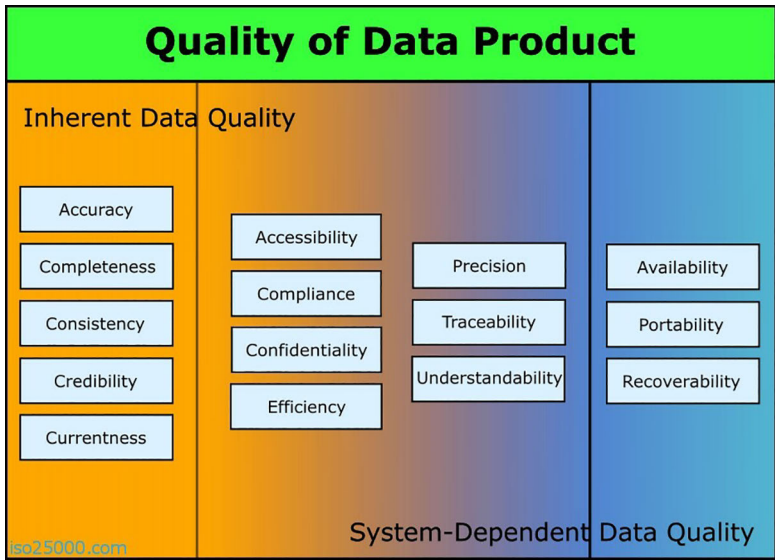 Quality of Data Product
Inherent Data Quality
Accuracy
Completeness
Consistency
Credibility
Currentness
Accessibility
Compliance
Confidentiality
Efficiency
Precision
Traceability
Understandability
Availability
Portability
Recoverability
System-Dependent Data Quality
iso25000.com